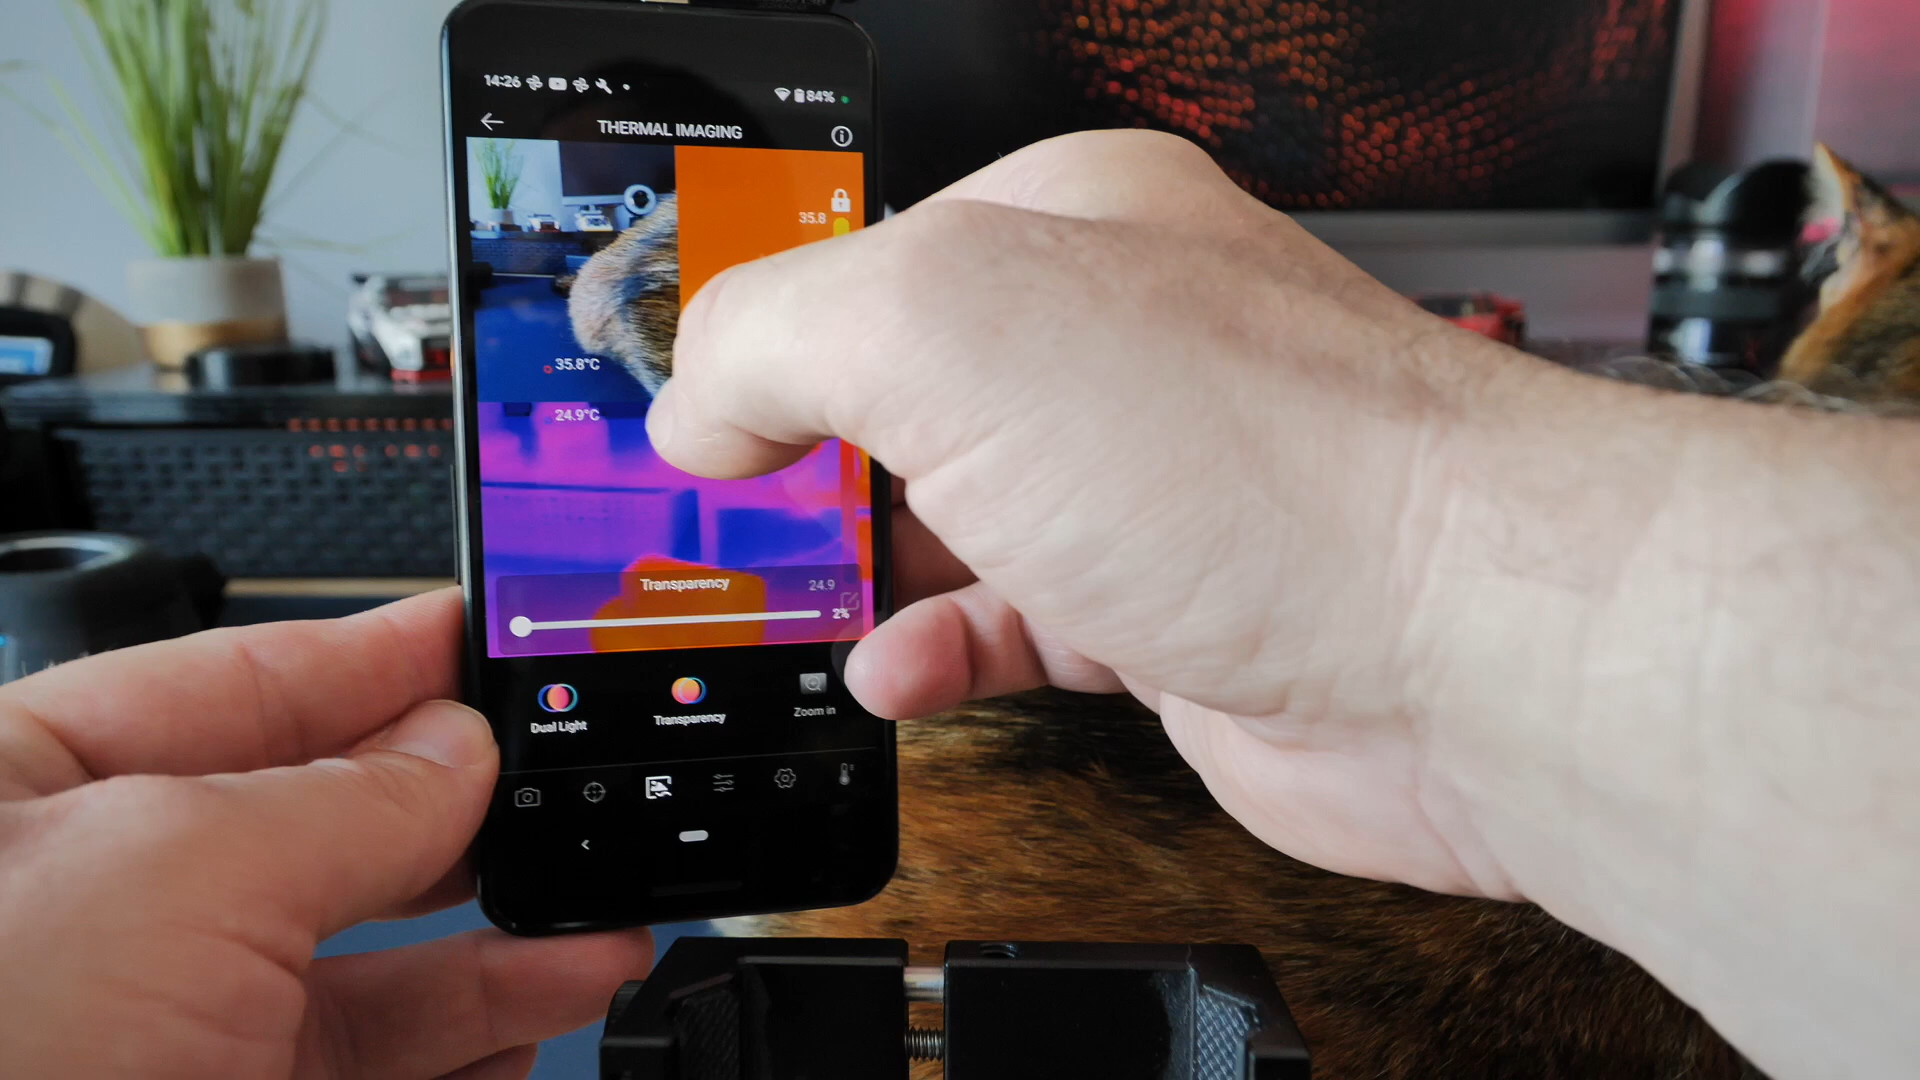 14:26 84%
THERMAL IMAGING
35.8
35.8°C
24.9°C
Transparency 24.9
2%
Dual Light Transparency Zoom in